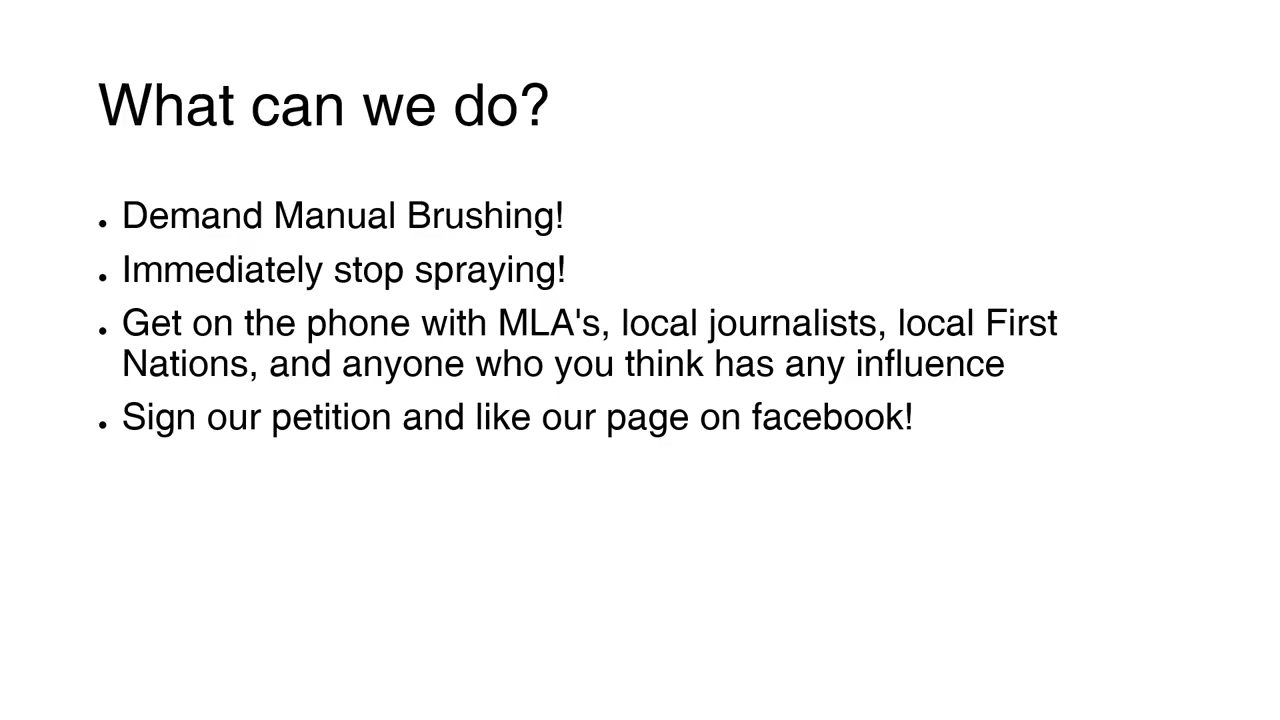 What can we do?
• Demand Manual Brushing!
• Immediately stop spraying!
• Get on the phone with MLA's, local journalists, local First
Nations, and anyone who you think has any influence
• Sign our petition and like our page on facebook!